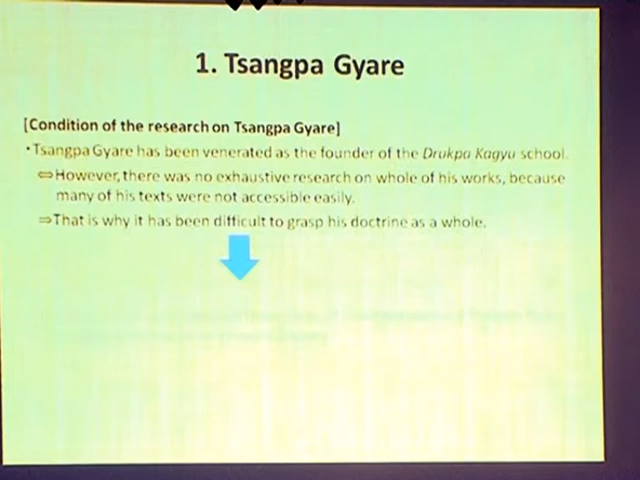 1. Tsangpa Gyare
[Condition of the research on Tsangpa Gyare]
・Tsangpa Gyare has been venerated as the founder of the Drukpa Kagyu school.
⇔However, there was no exhaustive research on whole of his works, because
many of his texts were not accessible easily.
⇒That is why it has been difficult to grasp his doctrine as a whole.